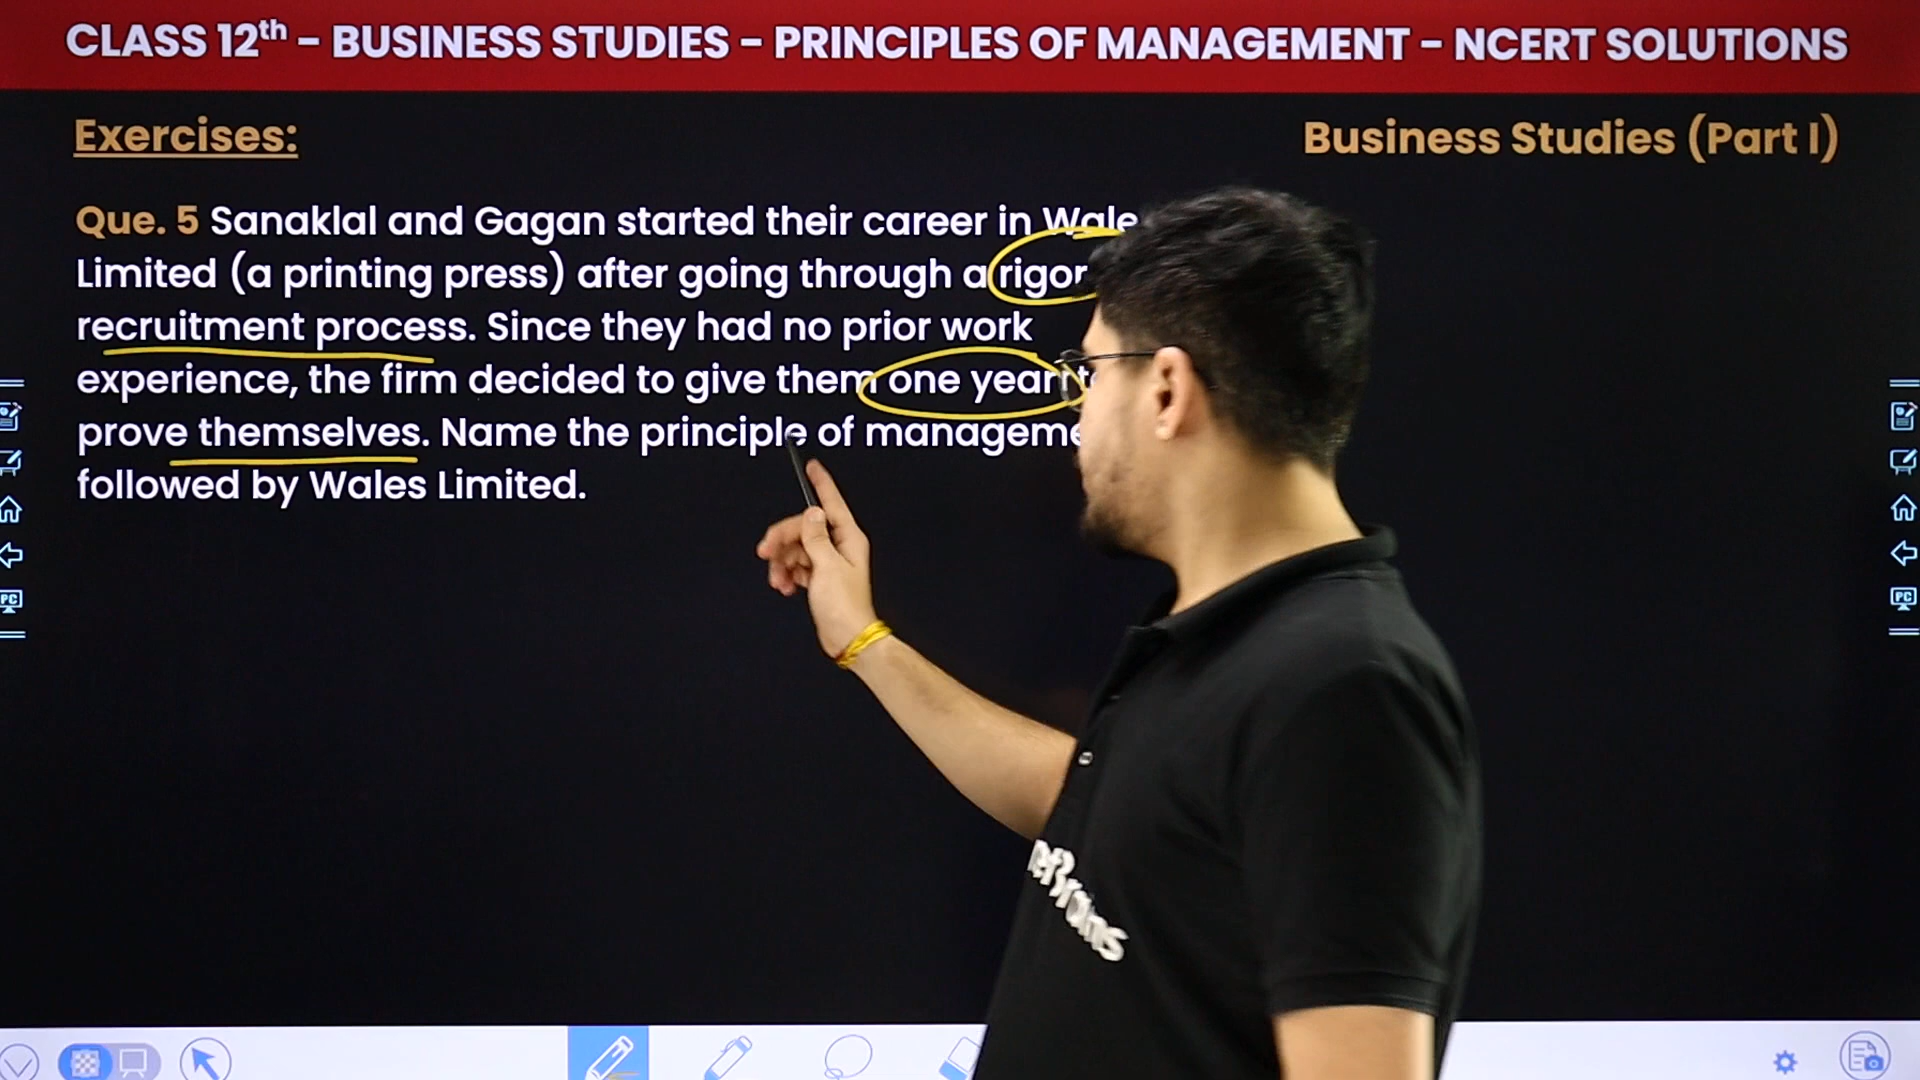 CLASS 12th - BUSINESS STUDIES - PRINCIPLES OF MANAGEMENT - NCERT SOLUTIONS
Exercises:
Business Studies (Part I)
Que. 5 Sanaklal and Gagan started their career in Wale
Limited (a printing press) after going through a rigor
recruitment process. Since they had no prior work
experience, the firm decided to give them one year
prove themselves. Name the principle of manageme
followed by Wales Limited.
PC
PC